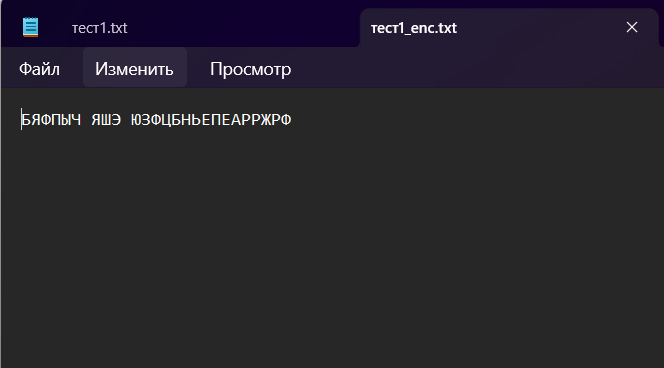 тест1.txt тест1_enc.txt
Файл Изменить Просмотр
БЯФПЫЧ ЯШЭ ЮЗФЦБНЬЕПЕАРРЖРФ